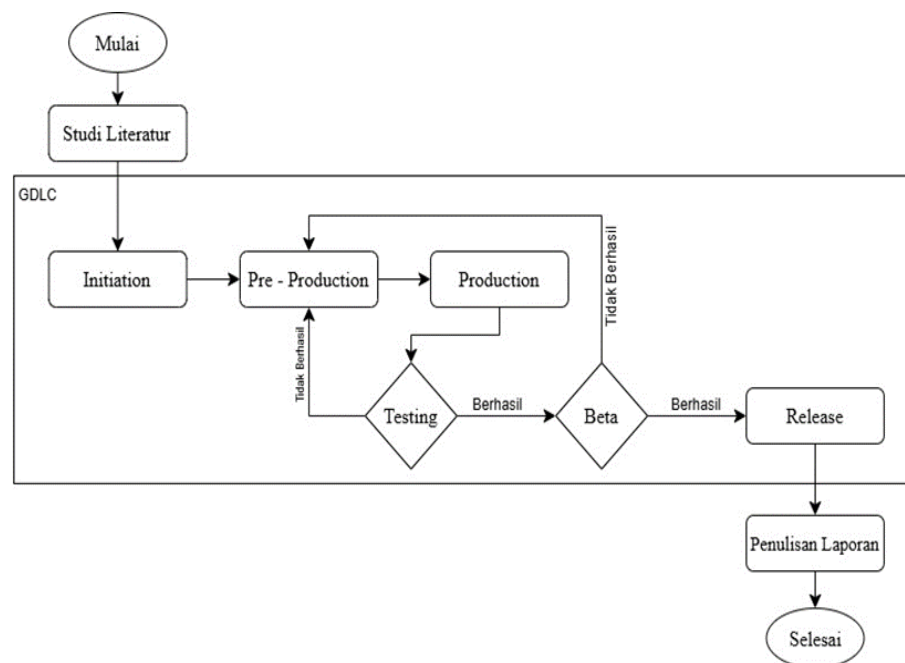 Mulai
Studi Literatur
GDLC
Initiation
Pre - Production
Production
Tidak Berhasil
Tidak Berhasil
Testing
Berhasil
Beta
Berhasil
Release
Penulisan Laporan
Selesai